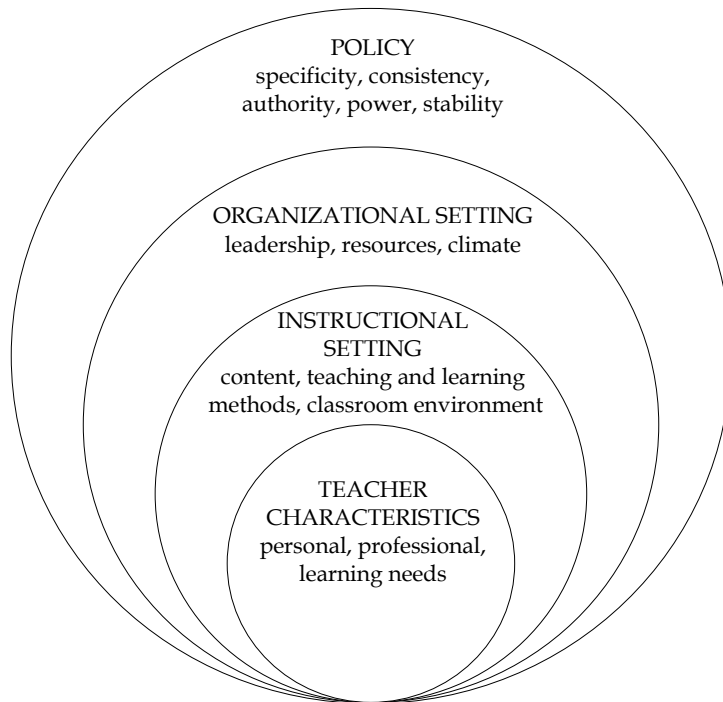 POLICY
specificity, consistency,
authority, power, stability
ORGANIZATIONAL SETTING
leadership, resources, climate
INSTRUCTIONAL
SETTING
content, teaching and learning
methods, classroom environment
TEACHER
CHARACTERISTICS
personal, professional,
learning needs